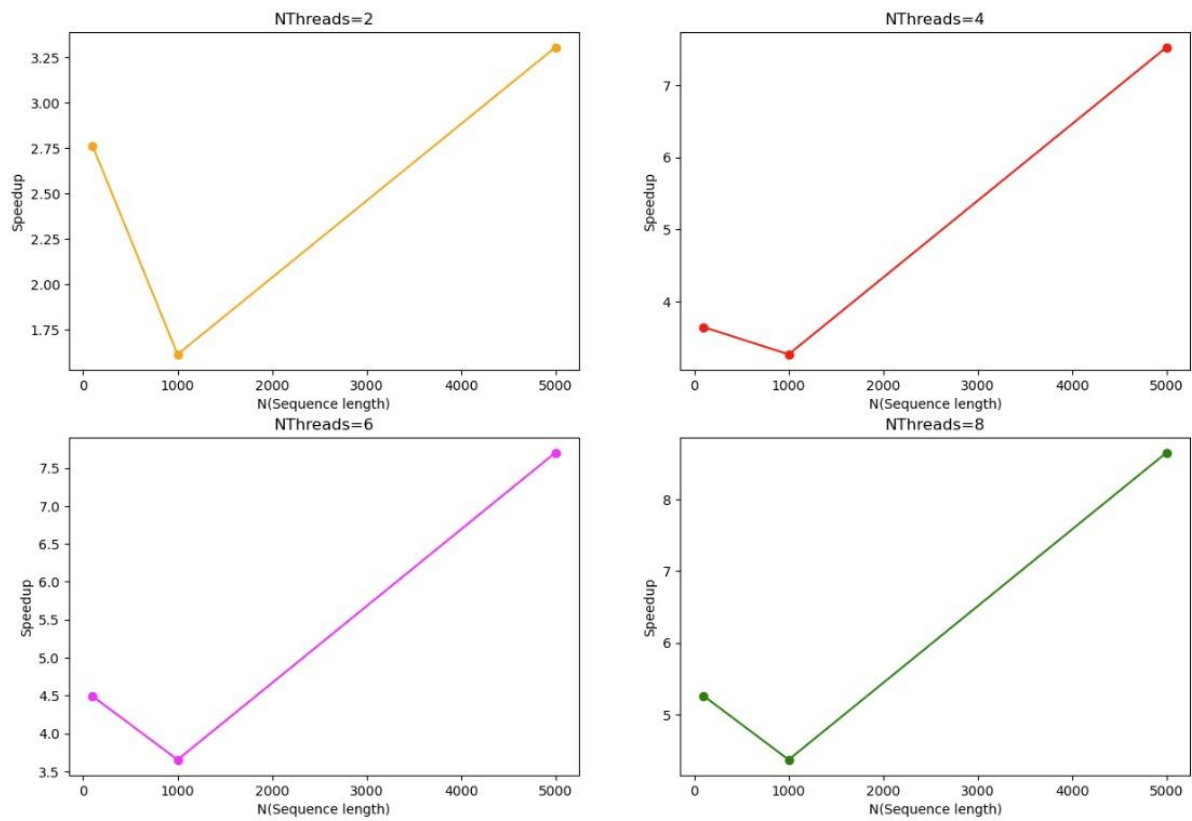 NThreads=2
3.25
3.00
2.75
2.50
2.25
2.00
1.75
Speedup
0 1000 2000 3000 4000 5000
N(Sequence length)
NThreads=4
7
6
5
4
Speedup
0 1000 2000 3000 4000 5000
N(Sequence length)
NThreads=6
7.5
7.0
6.5
6.0
5.5
5.0
4.5
4.0
3.5
Speedup
0 1000 2000 3000 4000 5000
N(Sequence length)
NThreads=8
8
7
6
5
Speedup
0 1000 2000 3000 4000 5000
N(Sequence length)